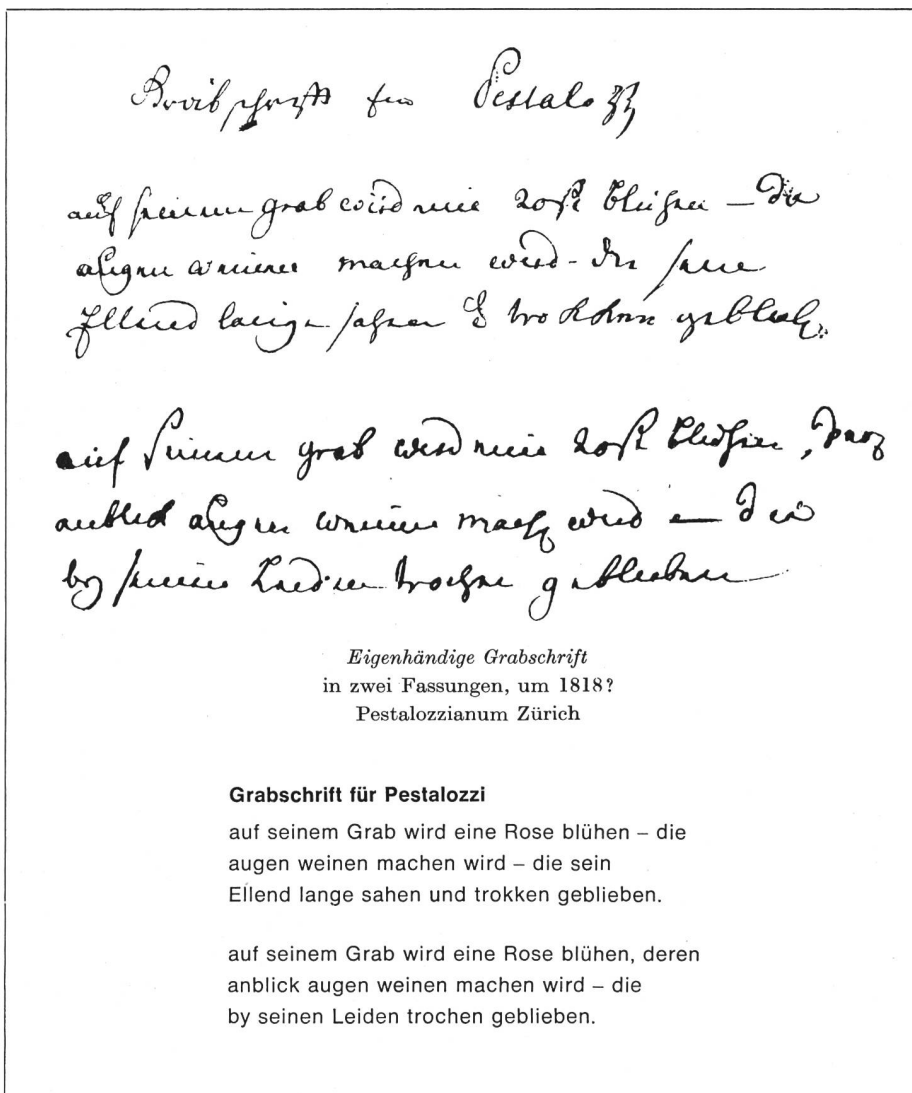 Grabschrift für Pestalozzi
auf seinem grab wird eine rose blühen – die
augen weinen machen wird – die sein
Ellend lange sahen & trokken geblieben.
auf seinem grab wird eine rose blühen, deren
anblick augen weinen machen wird – die
by seinen Leiden trochen geblieben
Eigenhändige Grabschrift
in zwei Fassungen, um 1818?
Pestalozzianum Zürich
Grabschrift für Pestalozzi
auf seinem Grab wird eine Rose blühen – die
augen weinen machen wird – die sein
Ellend lange sahen und trokken geblieben.
auf seinem Grab wird eine Rose blühen, deren
anblick augen weinen machen wird – die
by seinen Leiden trochen geblieben.